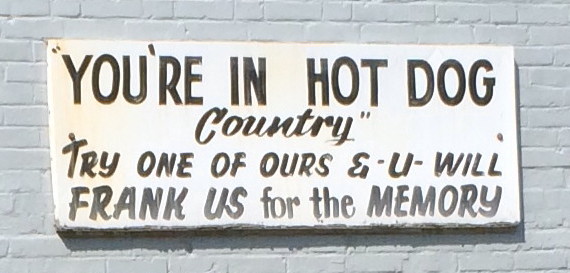 "YOU'RE IN HOT DOG
Country"
TRY ONE OF OURS & -U- WILL
FRANK US for the MEMORY